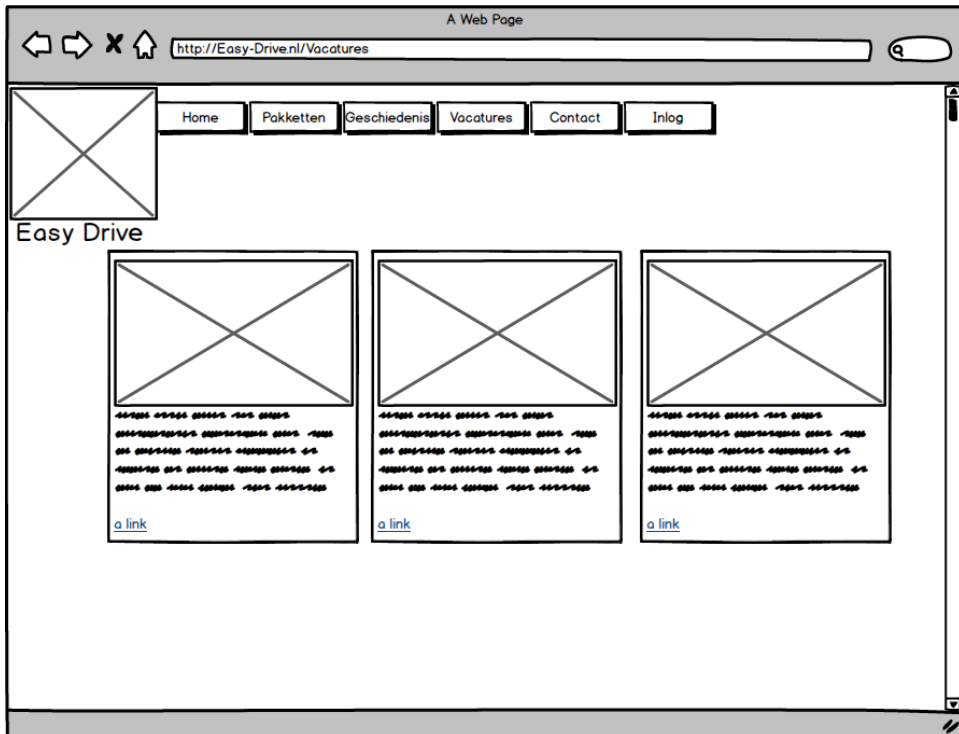 A Web Page
http://Easy-Drive.nl/Vacatures
Home Pakketten Geschiedenis Vacatures Contact Inlog
Easy Drive
a link a link a link